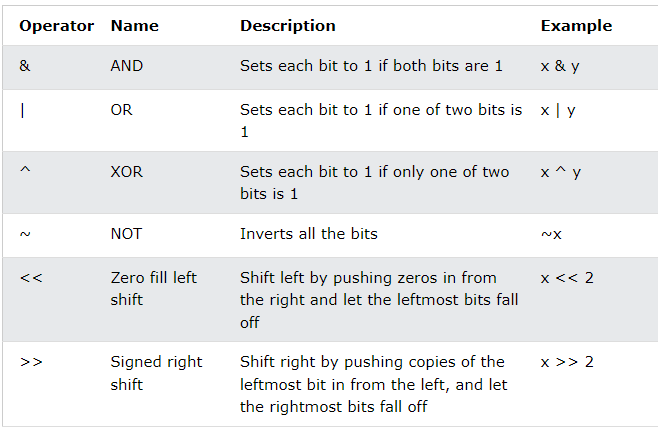 Operator Name Description Example
& AND Sets each bit to 1 if both bits are 1 x & y
| OR Sets each bit to 1 if one of two bits is x | y
1
^ XOR Sets each bit to 1 if only one of two x ^ y
bits is 1
~ NOT Inverts all the bits ~x
<< Zero fill left Shift left by pushing zeros in from x << 2
shift the right and let the leftmost bits fall
off
>> Signed right Shift right by pushing copies of the x >> 2
shift leftmost bit in from the left, and let
the rightmost bits fall off